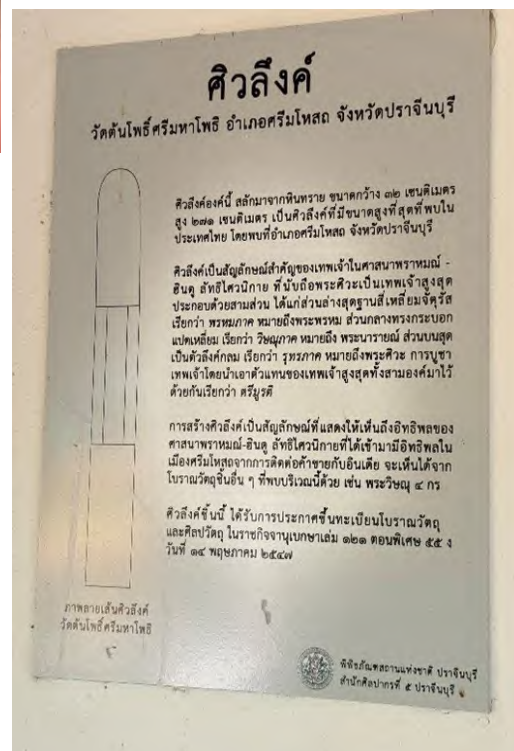 ศิวลึงค์
วัดต้นโพธิ์ศรีมหาโพธิ อำเภอศรีมโหสถ จังหวัดปราจีนบุรี
ศิวลึงค์องค์นี้ สลักมาจากหินทราย ขนาดกว้าง ๓๒ เซนติเมตร
สูง ๒๗๑ เซนติเมตร เป็นศิวลึงค์ที่มีขนาดสูงที่สุดที่พบใน
ประเทศไทย โดยพบที่อำเภอศรีมโหสถ จังหวัดปราจีนบุรี
ศิวลึงค์เป็นสัญลักษณ์สำคัญของเทพเจ้าในศาสนาพราหมณ์ -
ฮินดู ลัทธิไศวนิกาย ที่นับถือพระศิวะเป็นเทพเจ้าสูงสุด
ประกอบด้วยสามส่วน ได้แก่ส่วนล่างสุดฐานสี่เหลี่ยมจัตุรัส
เรียกว่า พรหมภาค หมายถึงพระพรหม ส่วนกลางทรงกระบอก
แปดเหลี่ยม เรียกว่า วิษณุภาค หมายถึง พระนารายณ์ ส่วนบนสุด
เป็นตัวลึงค์กลม เรียกว่า รุทรภาค หมายถึงพระศิวะ การบูชา
เทพเจ้าโดยนำเอาตัวแทนของเทพเจ้าสูงสุดทั้งสามองค์มาไว้
ด้วยกันเรียกว่า ตรีมูรติ
การสร้างศิวลึงค์เป็นสัญลักษณ์ที่แสดงให้เห็นถึงอิทธิพลของ
ศาสนาพราหมณ์-ฮินดู ลัทธิไศวนิกายที่ได้เข้ามามีอิทธิพลใน
เมืองศรีมโหสถจากการติดต่อค้าขายกับอินเดีย จะเห็นได้จาก
โบราณวัตถุชิ้นอื่น ๆ ที่พบบริเวณนี้ด้วย เช่น พระวิษณุ ๔ กร
ศิวลึงค์ชิ้นนี้ ได้รับการประกาศขึ้นทะเบียนโบราณวัตถุ
และศิลปวัตถุ ในราชกิจจานุเบกษาเล่ม ๑๒๑ ตอนพิเศษ ๕๕ ง
วันที่ ๑๔ พฤษภาคม ๒๕๔๗
ภาพลายเส้นศิวลึงค์
วัดต้นโพธิ์ศรีมหาโพธิ
พิพิธภัณฑสถานแห่งชาติ ปราจีนบุรี
สำนักศิลปากรที่ ๕ ปราจีนบุรี